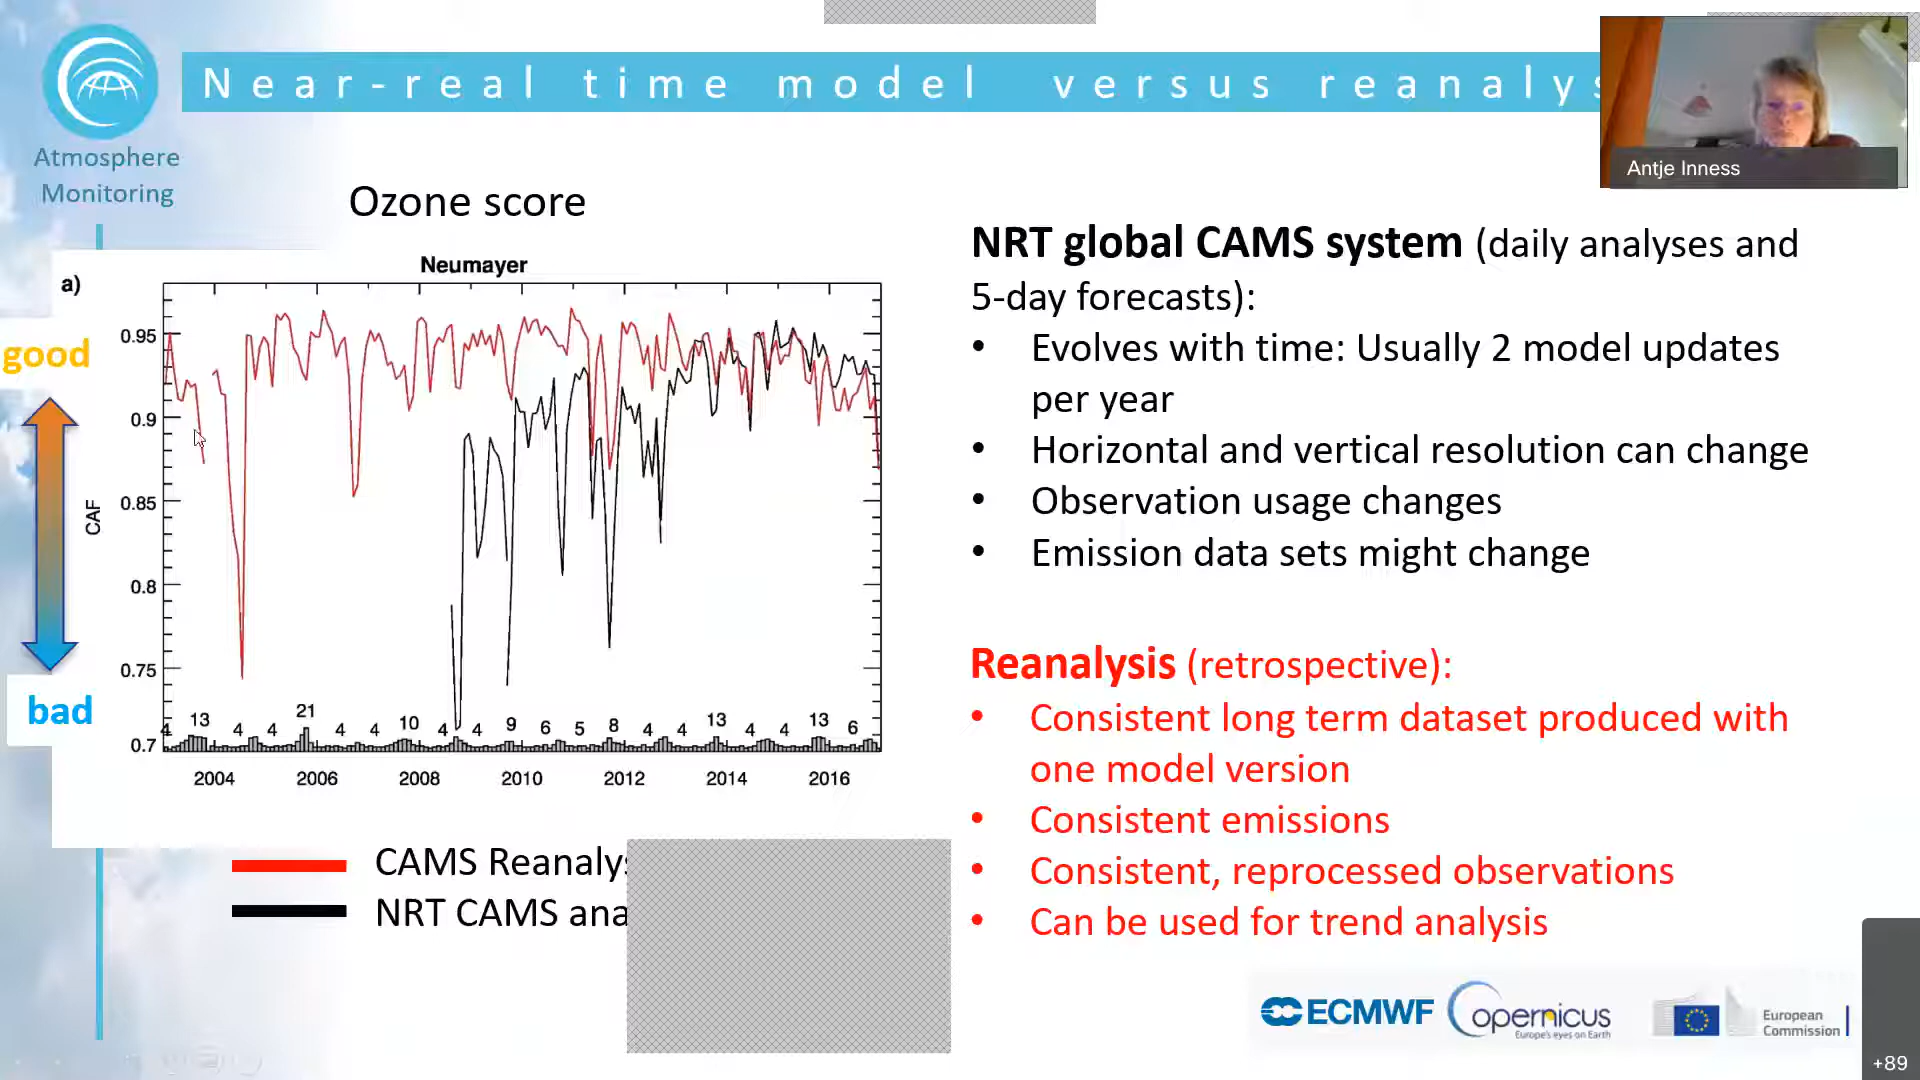 Near-real time model versus reanalys
Antje Inness
Atmosphere
Monitoring
Ozone score
Neumayer
a)
0.95
0.9
0.85
0.8
0.75
0.7
CAF
good
bad
4 13 4 4 21 4 4 10 4 4 9 6 5 8 4 4 13 4 4 13 6
2004 2006 2008 2010 2012 2014 2016
CAMS Reanalys
NRT CAMS ana
NRT global CAMS system (daily analyses and
5-day forecasts):
• Evolves with time: Usually 2 model updates
per year
• Horizontal and vertical resolution can change
• Observation usage changes
• Emission data sets might change
Reanalysis (retrospective):
• Consistent long term dataset produced with
one model version
• Consistent emissions
• Consistent, reprocessed observations
• Can be used for trend analysis
ECMWF
opernicus
Europe's eyes on Earth
European
Commission
+89